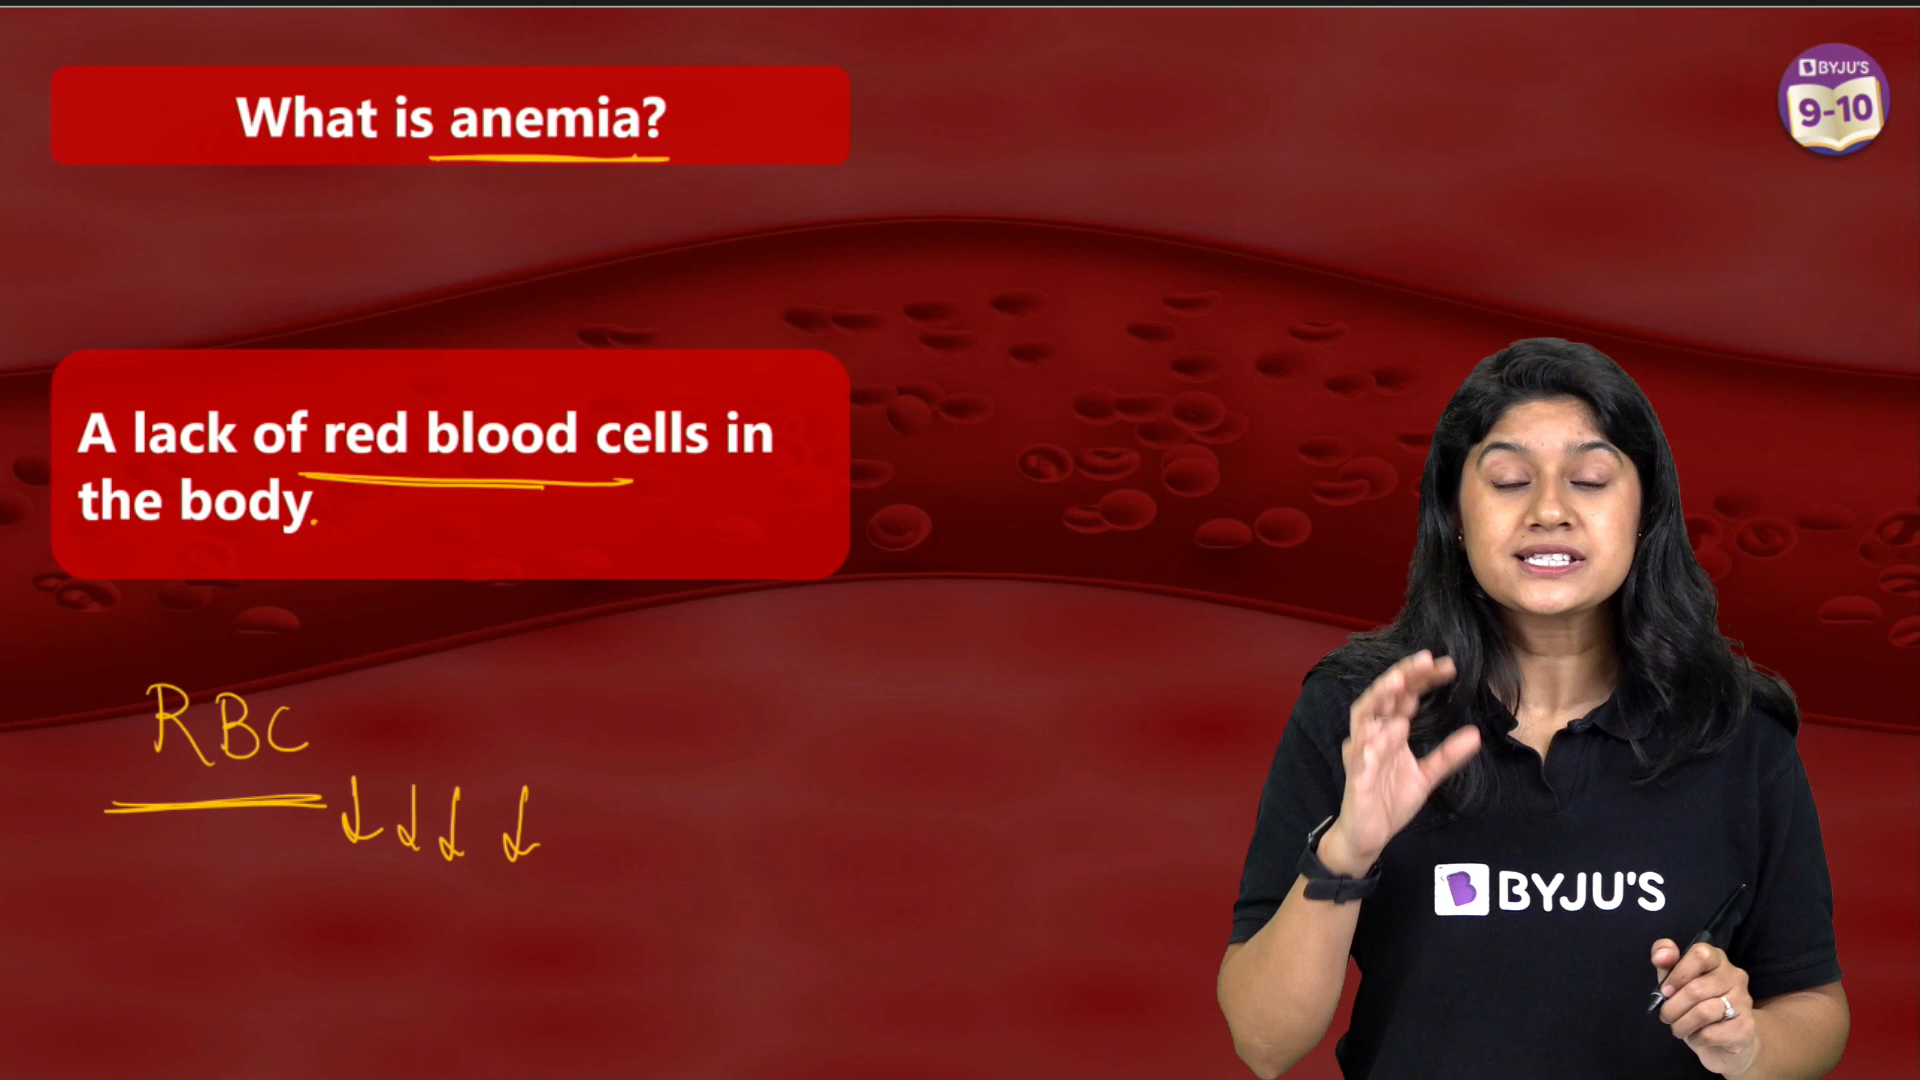 What is anemia?
BYJU'S
9-10
A lack of red blood cells in
the body.
RBC
↓ ↓ ↓ ↓
BYJU'S